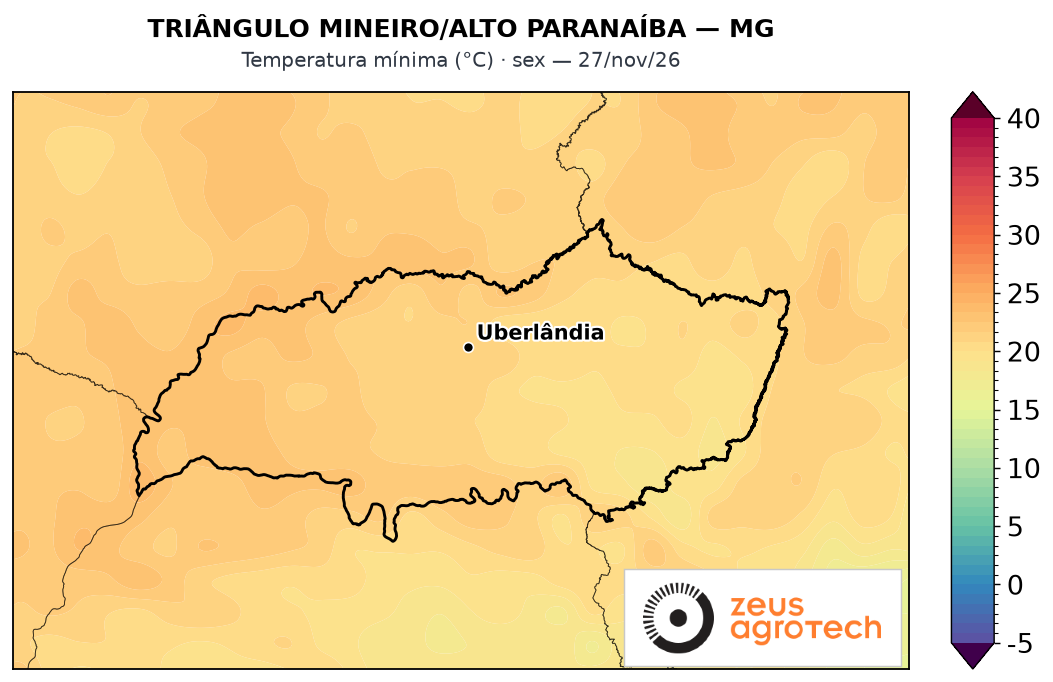 TRIÂNGULO MINEIRO/ALTO PARANAÍBA — MG
Temperatura mínima (°C) · sex — 27/nov/26
40
35
30
25
20
15
10
5
0
-5
Uberlândia
zeus
agrotech